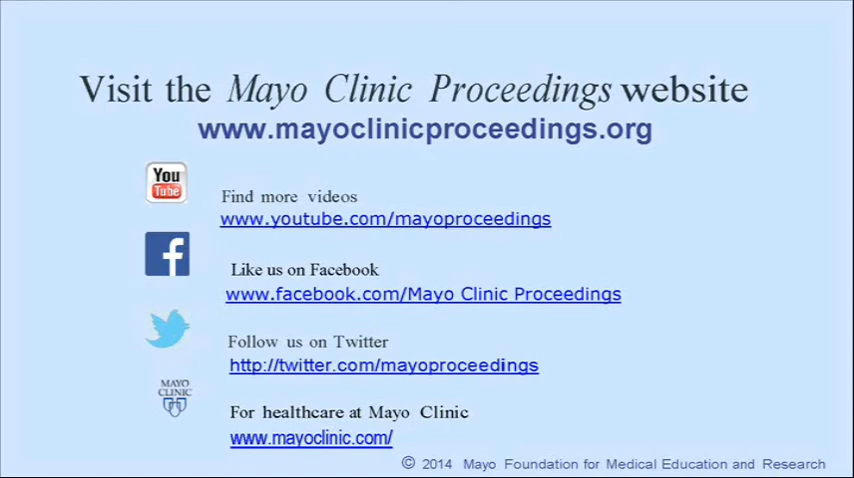 Visit the Mayo Clinic Proceedings website
www.mayoclinicproceedings.org
You
Tube
Find more videos
www.youtube.com/mayoproceedings
f
Like us on Facebook
www.facebook.com/Mayo Clinic Proceedings
Follow us on Twitter
http://twitter.com/mayoproceedings
MAYO
CLINIC
For healthcare at Mayo Clinic
www.mayoclinic.com/
© 2014 Mayo Foundation for Medical Education and Research